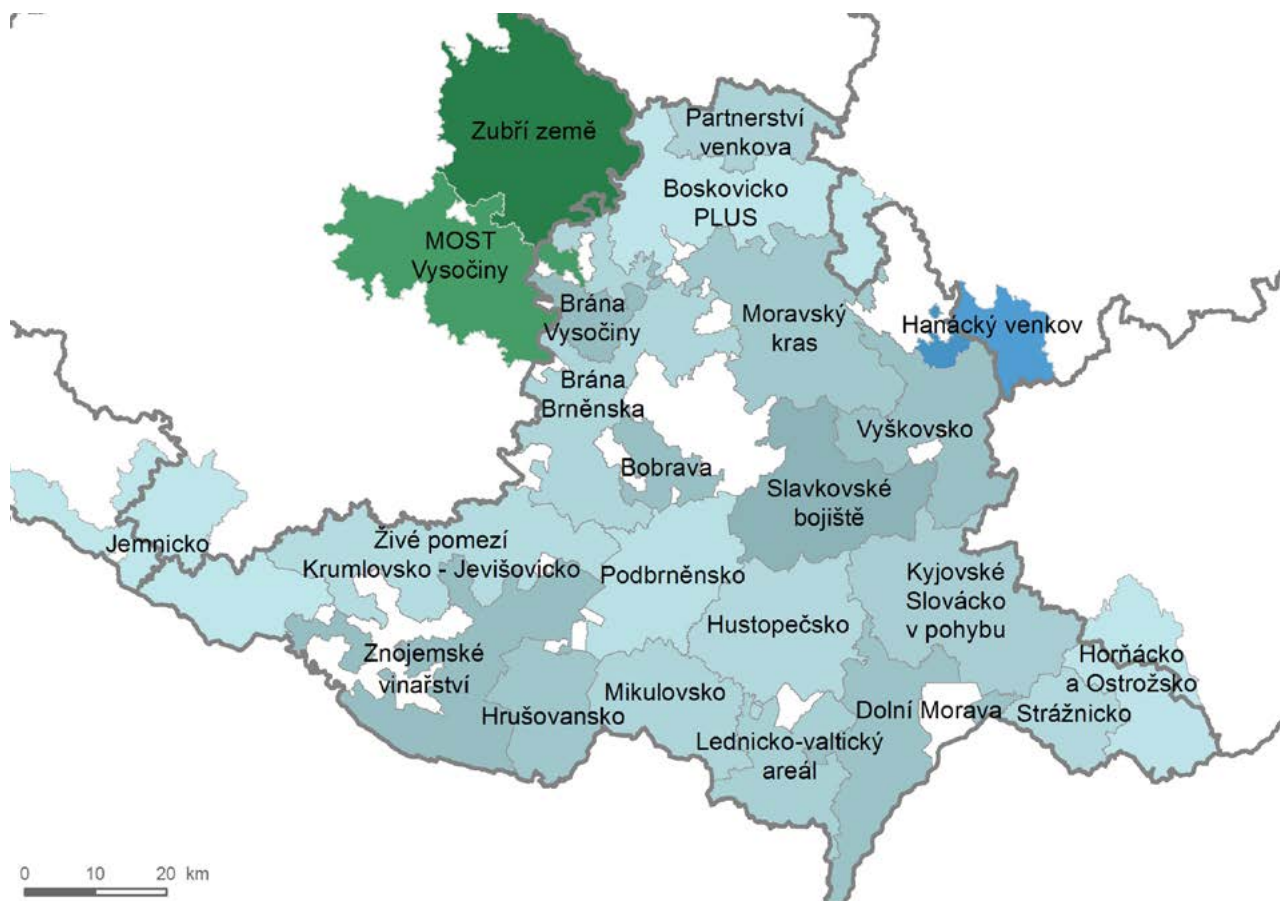 Zubří země
Partnerství
venkova
Boskovicko
PLUS
MOST
Vysočiny
Brána
Vysočiny
Moravský
kras
Hanácký venkov
Brána
Brněnska
Vyškovsko
Bobrava
Slavkovské
bojiště
Jemnicko
Živé pomezí
Krumlovsko - Jevišovicko
Podbrněnsko
Kyjovské
Slovácko
v pohybu
Hustopečsko
Znojemské
vinařství
Horňácko
a Ostrožsko
Hrušovansko
Mikulovsko
Dolní Morava
Strážnicko
Lednicko-valtický
areál
0 10 20 km